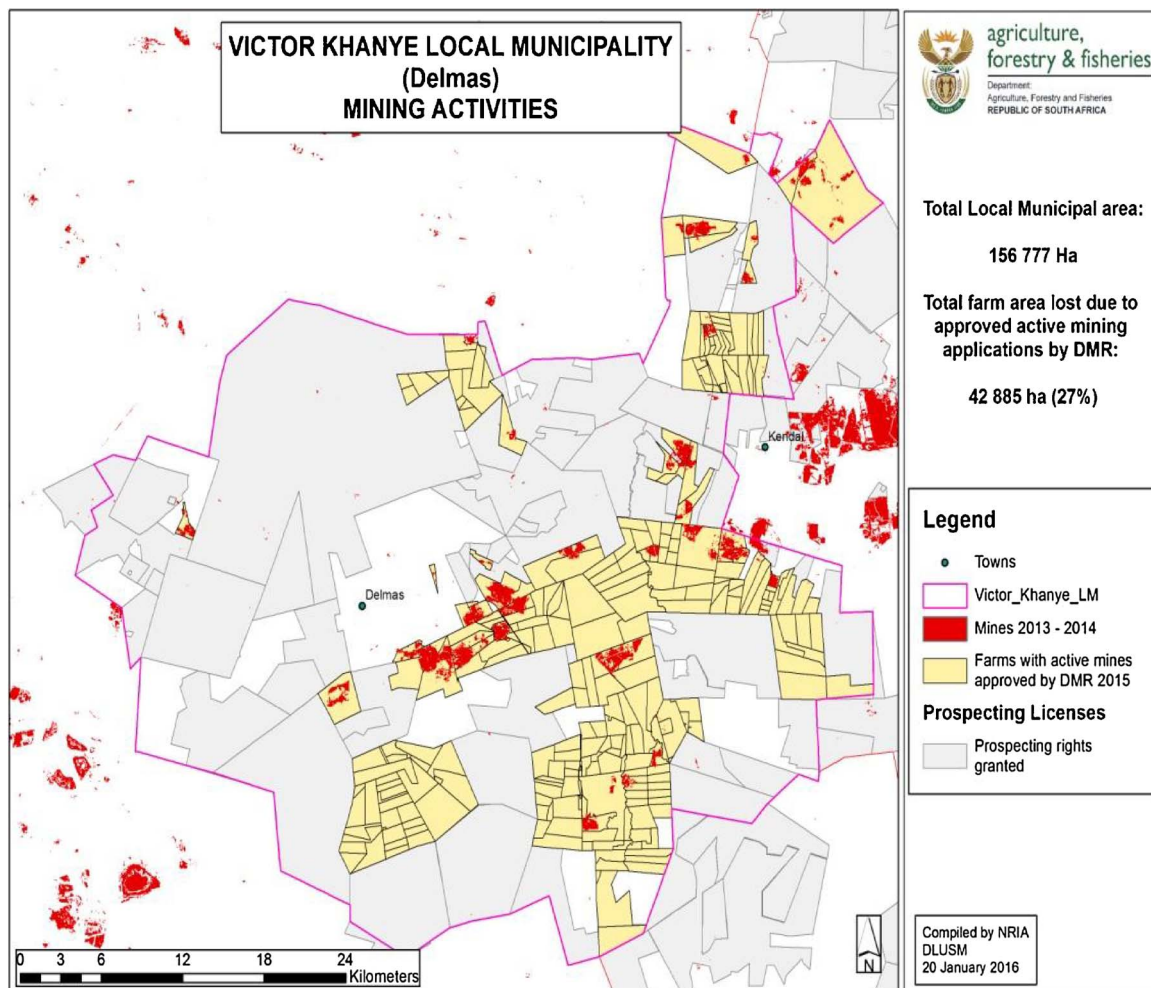 VICTOR KHANYE LOCAL MUNICIPALITY
(Delmas)
MINING ACTIVITIES
Kendal
Delmas
0 3 6 12 18 24
Kilometers
N
agriculture,
forestry & fisheries
Department:
Agriculture, Forestry and Fisheries
REPUBLIC OF SOUTH AFRICA
Total Local Municipal area:
156 777 Ha
Total farm area lost due to
approved active mining
applications by DMR:
42 885 ha (27%)
Legend
Towns
Victor_Khanye_LM
Mines 2013 - 2014
Farms with active mines
approved by DMR 2015
Prospecting Licenses
Prospecting rights
granted
Compiled by NRIA
DLUSM
20 January 2016